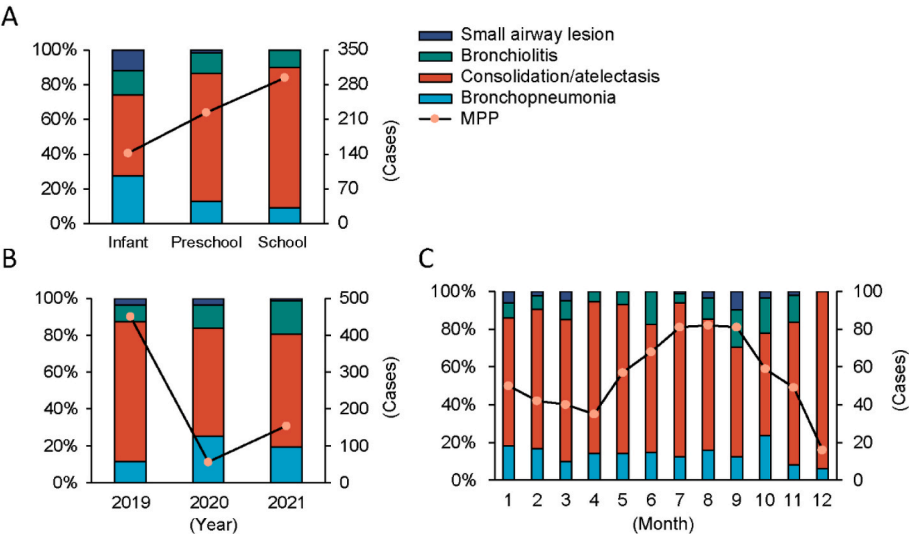 A
100%
80%
60%
40%
20%
0%
350
280
210
140
70
0
(Cases)
Infant Preschool School
Small airway lesion
Bronchiolitis
Consolidation/atelectasis
Bronchopneumonia
MPP
B
100%
80%
60%
40%
20%
0%
500
400
300
200
100
0
(Cases)
2019 2020 2021
(Year)
C
100%
80%
60%
40%
20%
0%
100
80
60
40
20
0
(Cases)
1 2 3 4 5 6 7 8 9 10 11 12
(Month)